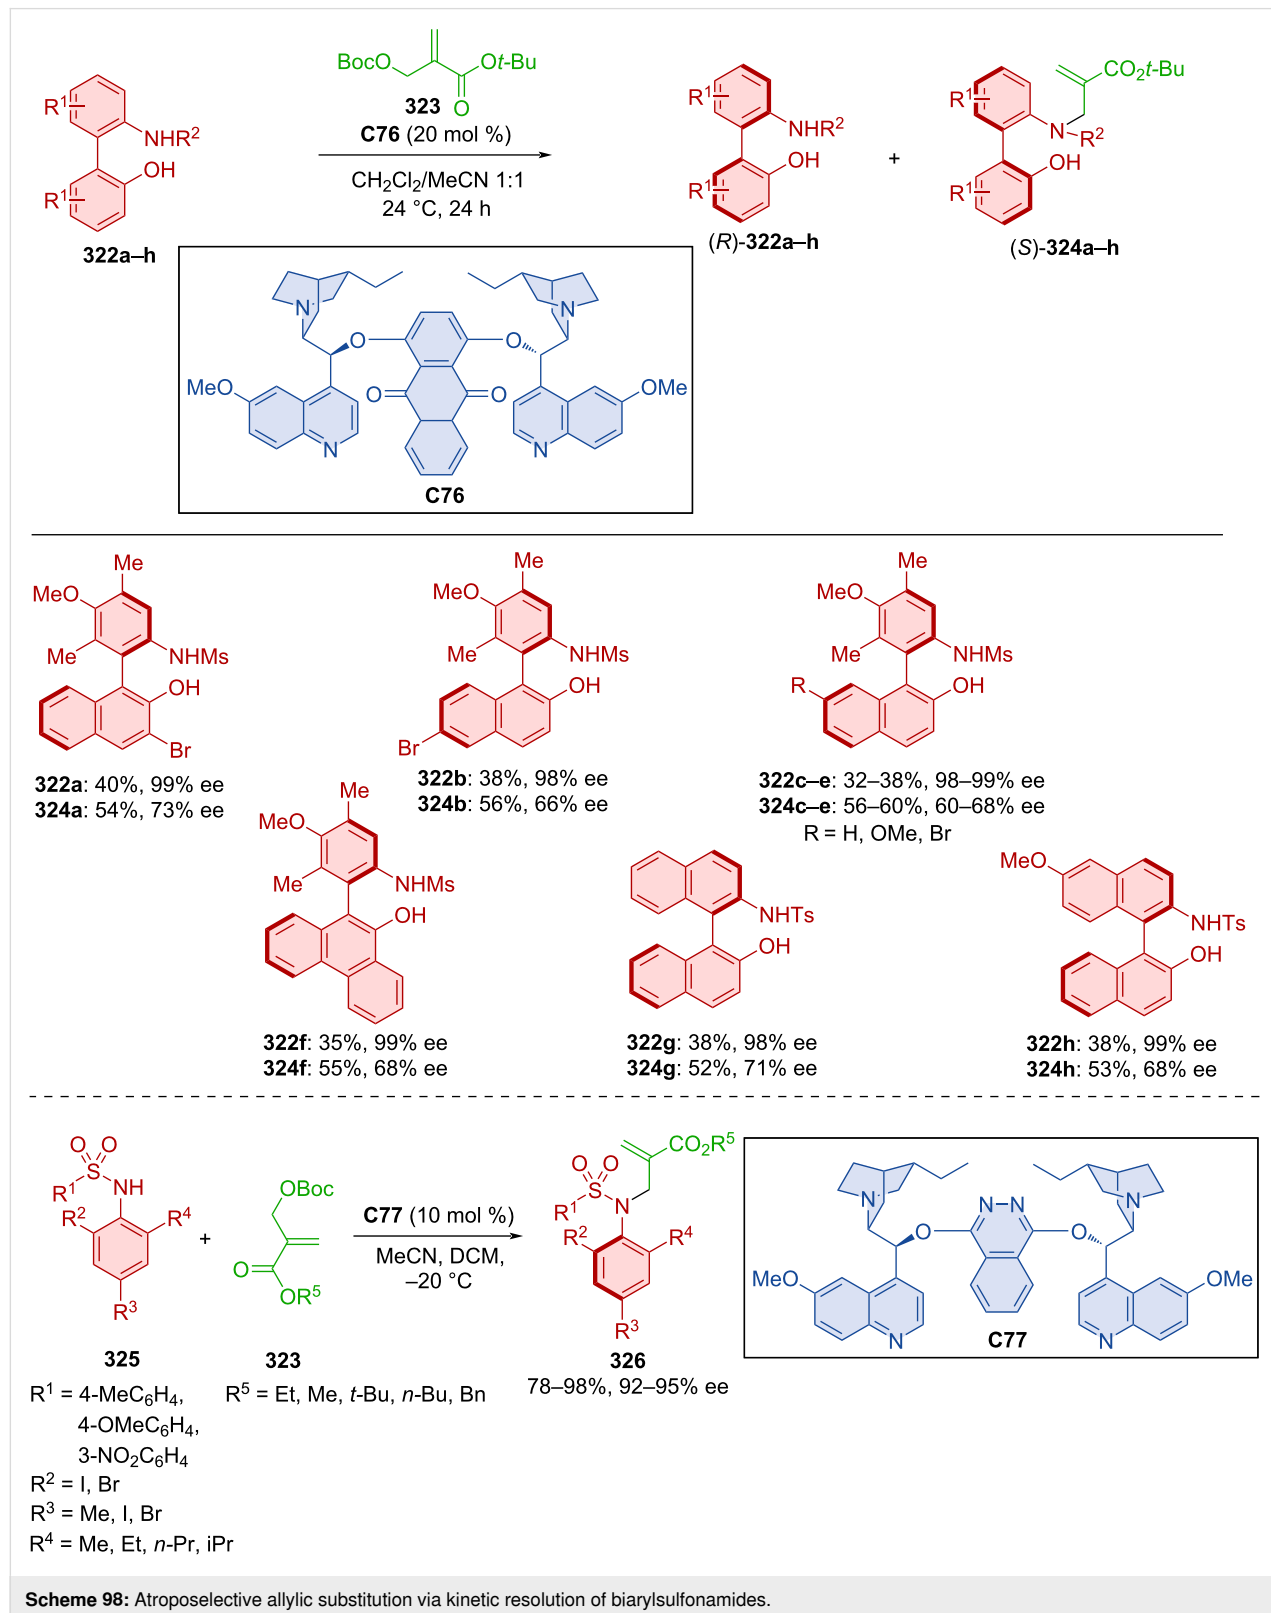 BocO
Ot-Bu
O
323
C76 (20 mol %)
CH₂Cl₂/MeCN 1:1
24 °C, 24 h
R¹
NHR²
OH
R¹
322a–h
R¹
NHR²
OH
R¹
(R)-322a–h
+
R¹
CO₂t-Bu
N
R²
OH
R¹
(S)-324a–h
N
N
O
O
MeO
O
O
OMe
N
N
C76
Me
MeO
Me
NHMs
OH
Br
322a: 40%, 99% ee
324a: 54%, 73% ee
Me
MeO
Me
NHMs
OH
Br
322b: 38%, 98% ee
324b: 56%, 66% ee
Me
MeO
Me
NHMs
R
OH
322c–e: 32–38%, 98–99% ee
324c–e: 56–60%, 60–68% ee
R = H, OMe, Br
Me
MeO
Me
NHMs
OH
322f: 35%, 99% ee
324f: 55%, 68% ee
NHTs
OH
322g: 38%, 98% ee
324g: 52%, 71% ee
MeO
NHTs
OH
322h: 38%, 99% ee
324h: 53%, 68% ee
O O
S
R¹
NH
R²
R⁴
R³
325
+
OBoc
O
OR⁵
323
C77 (10 mol %)
MeCN, DCM,
–20 °C
CO₂R⁵
O O
S
R¹
N
R²
R⁴
R³
326
78–98%, 92–95% ee
N
N N
N
O
O
MeO
OMe
N
N
C77
R¹ = 4-MeC₆H₄,
4-OMeC₆H₄,
3-NO₂C₆H₄
R² = I, Br
R³ = Me, I, Br
R⁴ = Me, Et, n-Pr, iPr
R⁵ = Et, Me, t-Bu, n-Bu, Bn
Scheme 98: Atroposelective allylic substitution via kinetic resolution of biarylsulfonamides.